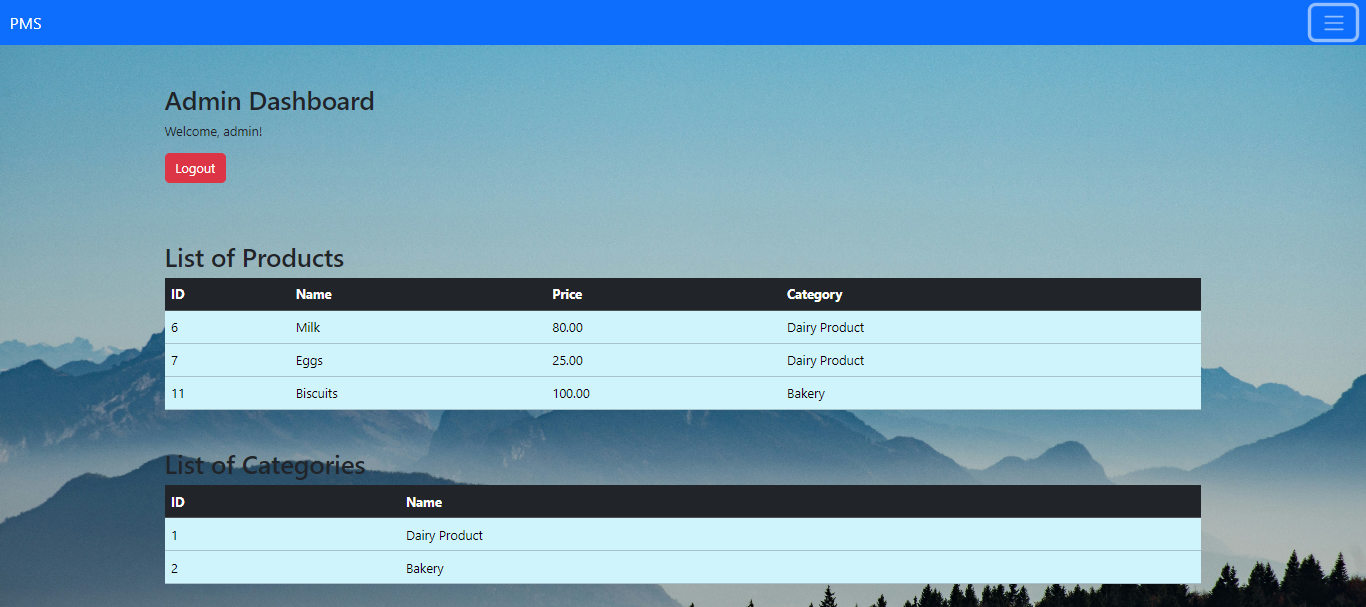 PMS
Admin Dashboard
Welcome, admin!
Logout
List of Products
ID Name Price Category
6 Milk 80.00 Dairy Product
7 Eggs 25.00 Dairy Product
11 Biscuits 100.00 Bakery
List of Categories
ID Name
1 Dairy Product
2 Bakery